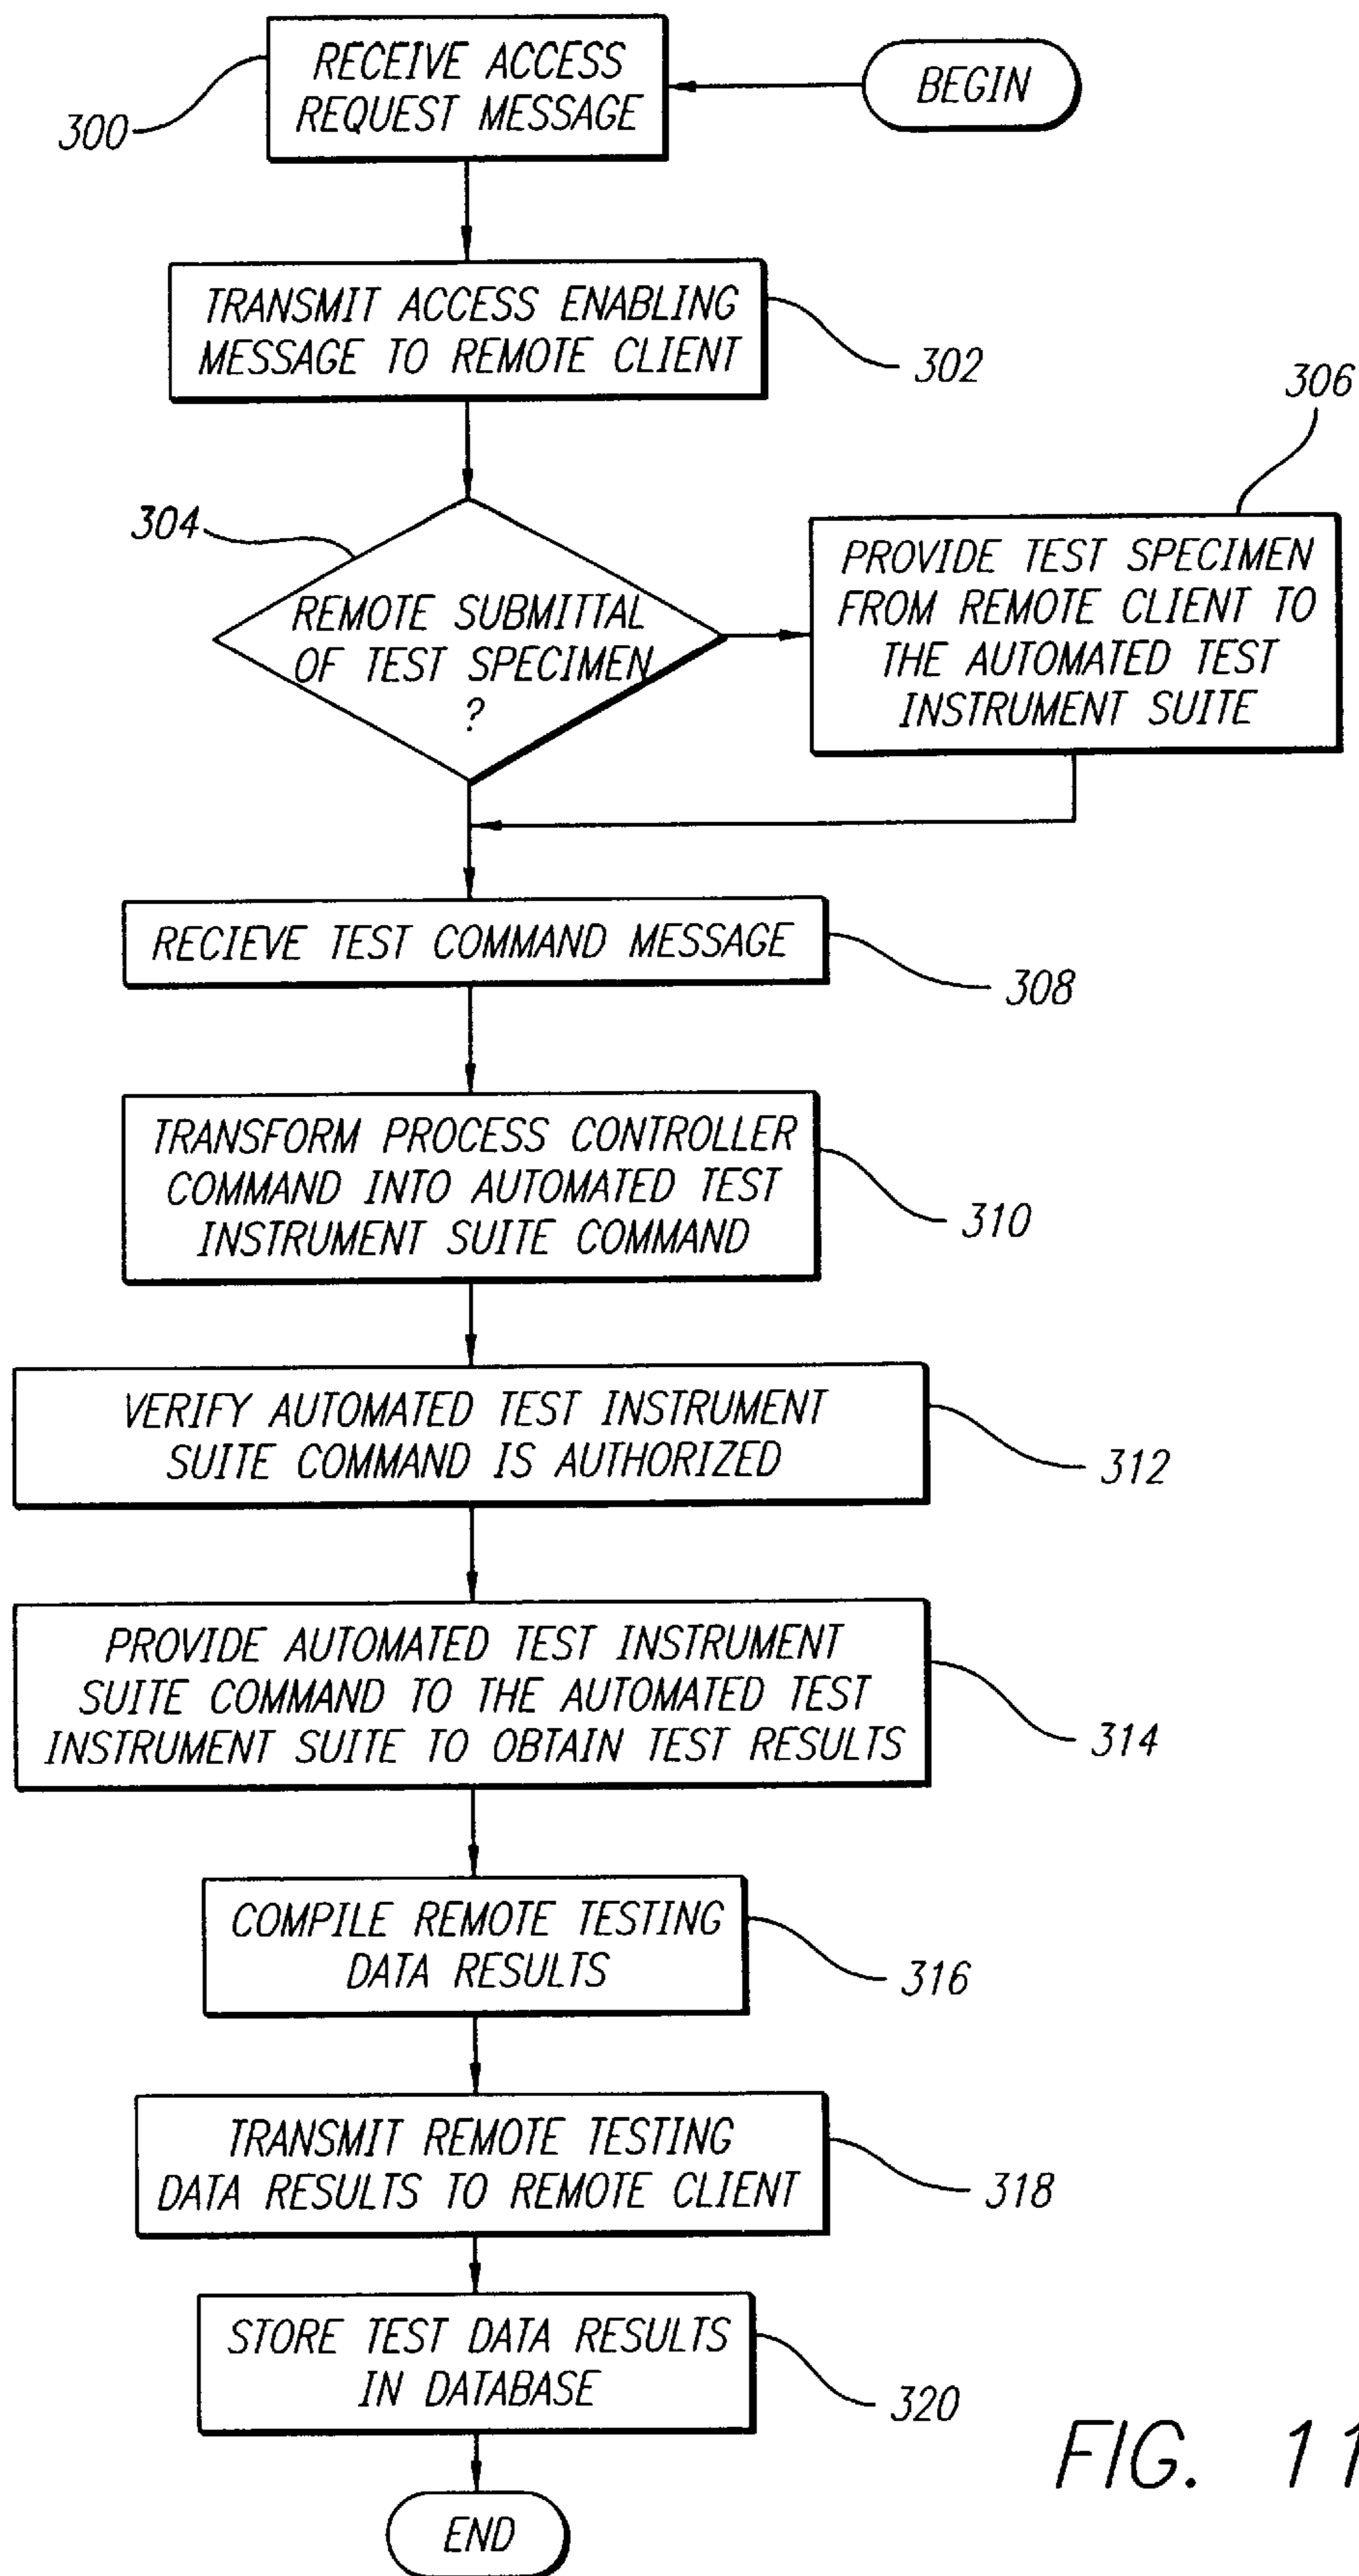 RECEIVE ACCESS
REQUEST MESSAGE
300
BEGIN
TRANSMIT ACCESS ENABLING
MESSAGE TO REMOTE CLIENT
302
306
304
REMOTE SUBMITTAL
OF TEST SPECIMEN
?
PROVIDE TEST SPECIMEN
FROM REMOTE CLIENT TO
THE AUTOMATED TEST
INSTRUMENT SUITE
RECIEVE TEST COMMAND MESSAGE
308
TRANSFORM PROCESS CONTROLLER
COMMAND INTO AUTOMATED TEST
INSTRUMENT SUITE COMMAND
310
VERIFY AUTOMATED TEST INSTRUMENT
SUITE COMMAND IS AUTHORIZED
312
PROVIDE AUTOMATED TEST INSTRUMENT
SUITE COMMAND TO THE AUTOMATED TEST
INSTRUMENT SUITE TO OBTAIN TEST RESULTS
314
COMPILE REMOTE TESTING
DATA RESULTS
316
TRANSMIT REMOTE TESTING
DATA RESULTS TO REMOTE CLIENT
318
STORE TEST DATA RESULTS
IN DATABASE
320
END
FIG. 11